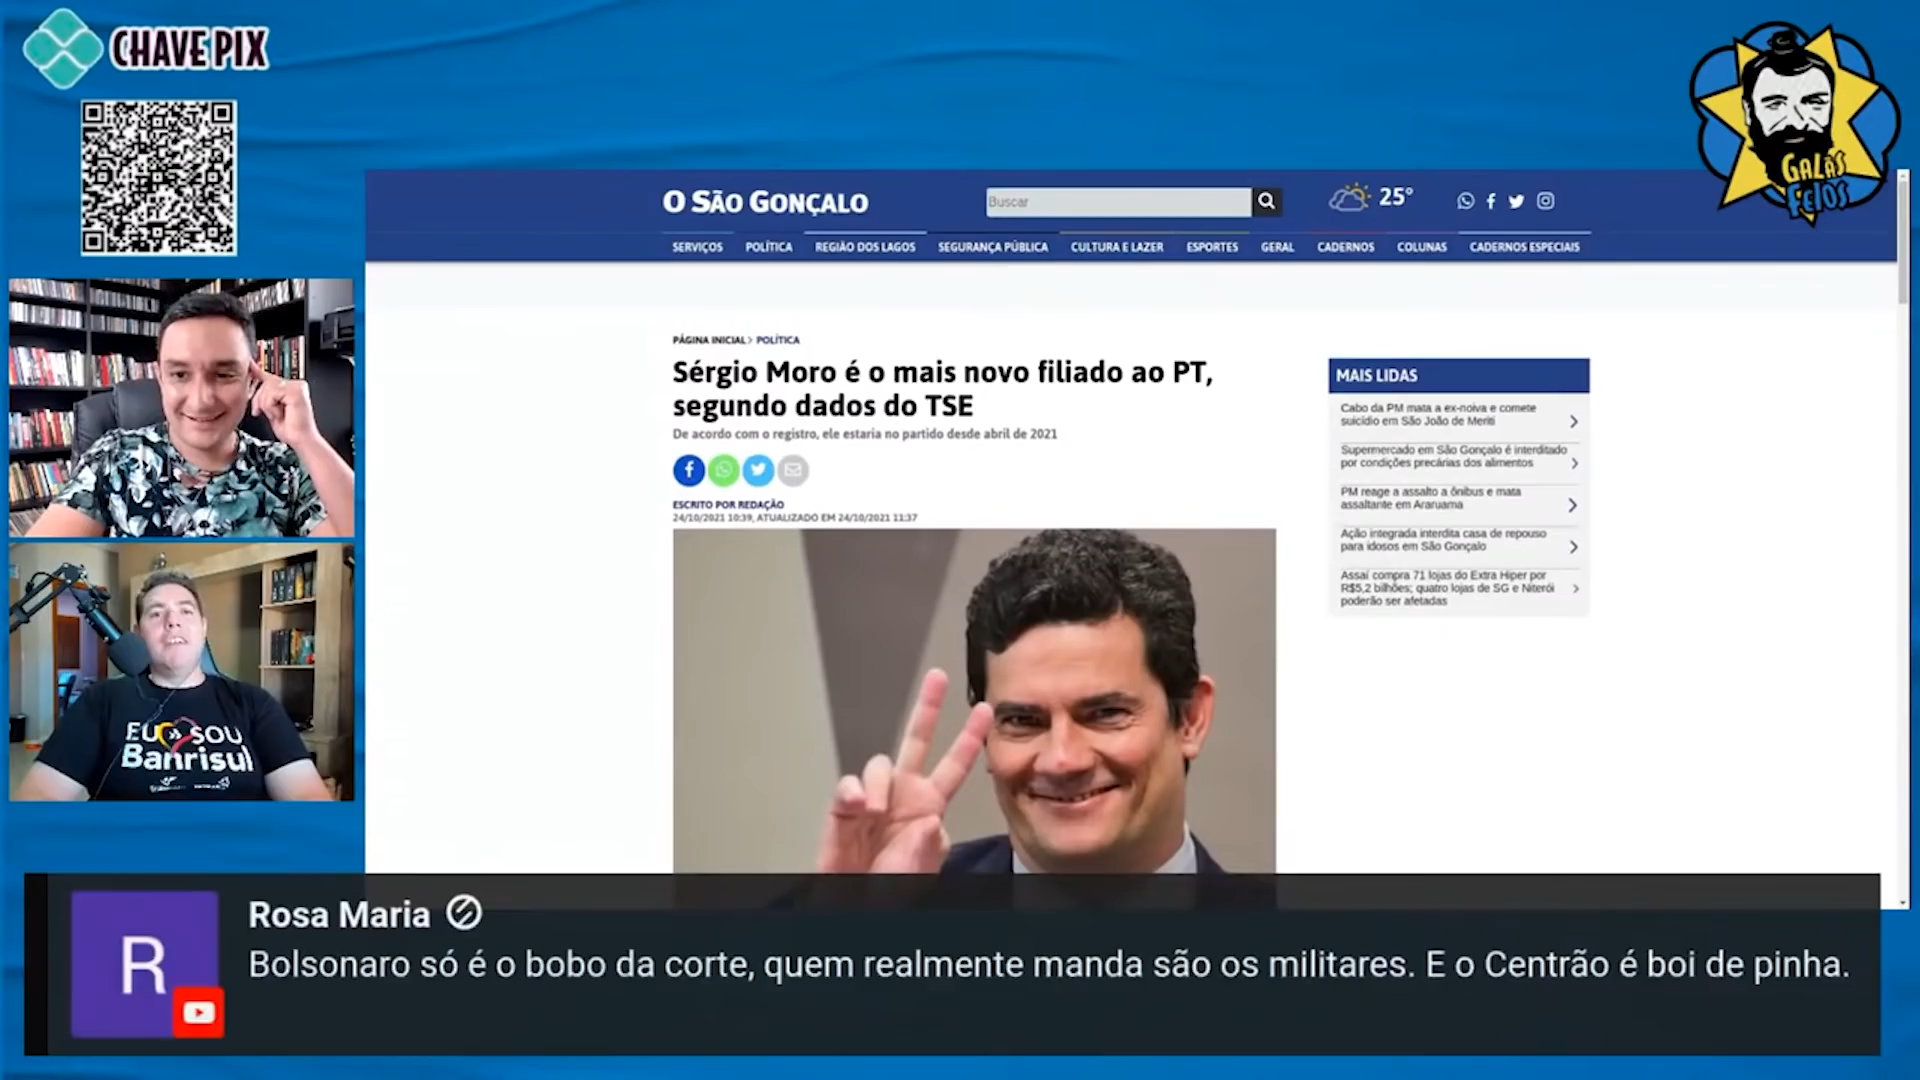 CHAVE PIX
GALÃS
FEIOS
O SÃO GONÇALO
Buscar
25°
SERVIÇOS
POLÍTICA
REGIÃO DOS LAGOS
SEGURANÇA PÚBLICA
CULTURA E LAZER
ESPORTES
GERAL
CADERNOS
COLUNAS
CADERNOS ESPECIAIS
PÁGINA INICIAL > POLÍTICA
Sérgio Moro é o mais novo filiado ao PT,
segundo dados do TSE
De acordo com o registro, ele estaria no partido desde abril de 2021
ESCRITO POR REDAÇÃO
24/10/2021 10:39, ATUALIZADO EM 24/10/2021 11:37
MAIS LIDAS
Cabo da PM mata a ex-noiva e comete
suicídio em São João de Meriti
Supermercado em São Gonçalo é interditado
por condições precárias dos alimentos
PM reage a assalto a ônibus e mata
assaltante em Araruama
Ação integrada interdita casa de repouso
para idosos em São Gonçalo
Assaí compra 71 lojas do Extra Hiper por
R$5,2 bilhões; quatro lojas de SG e Niterói
poderão ser afetadas
EU SOU
Banrisul
R
Rosa Maria
Bolsonaro só é o bobo da corte, quem realmente manda são os militares. E o Centrão é boi de pinha.